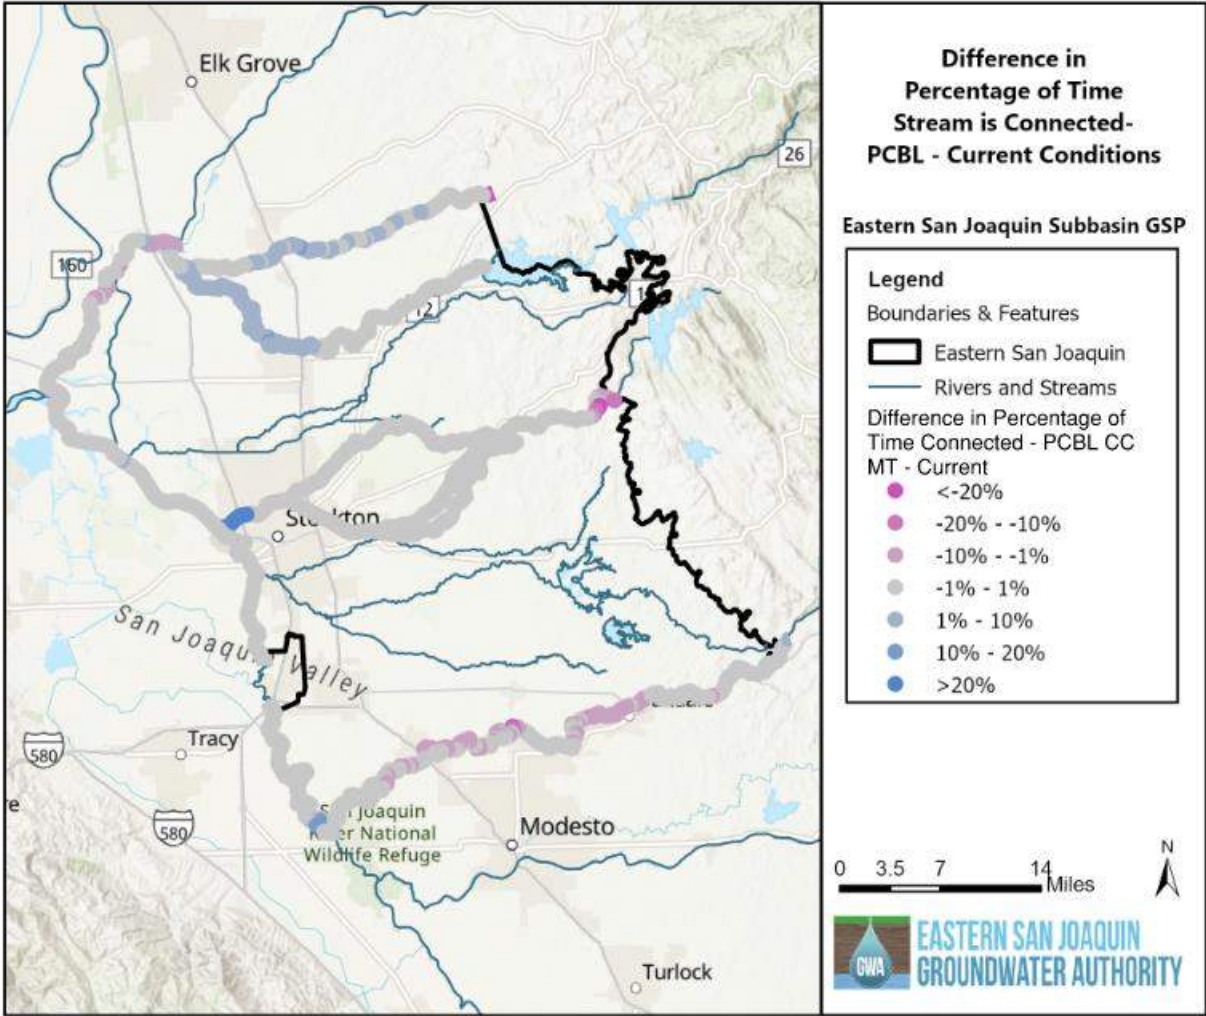 Elk Grove
26
160
12
Stockton
San Joaquin Valley
Tracy
580
580
San Joaquin
River National
Wildlife Refuge
Modesto
Turlock
Difference in
Percentage of Time
Stream is Connected-
PCBL - Current Conditions
Eastern San Joaquin Subbasin GSP
Legend
Boundaries & Features
Eastern San Joaquin
Rivers and Streams
Difference in Percentage of
Time Connected - PCBL CC
MT - Current
<-20%
-20% - -10%
-10% - -1%
-1% - 1%
1% - 10%
10% - 20%
>20%
N
0 3.5 7 14
Miles
GWA
EASTERN SAN JOAQUIN
GROUNDWATER AUTHORITY